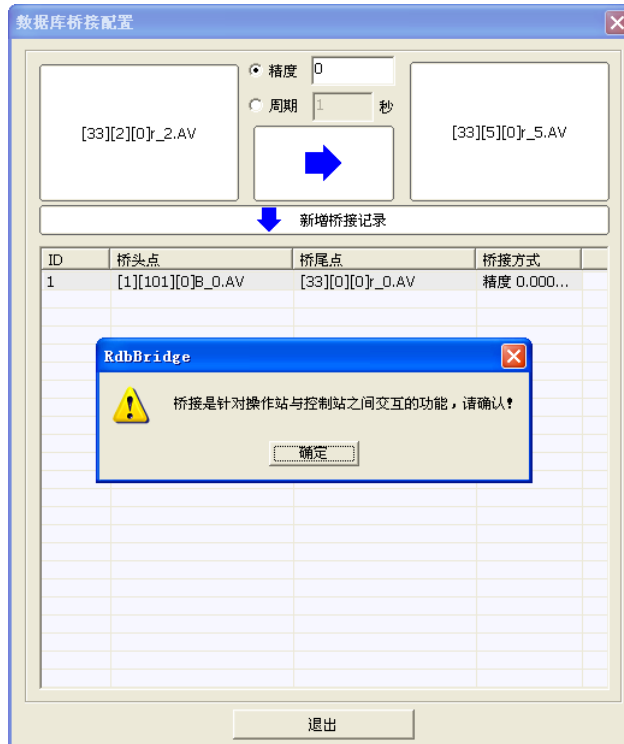 数据库桥接配置
精度 0
周期 1 秒
[33][2][0]r_2.AV
[33][5][0]r_5.AV
新增桥接记录
ID 桥头点 桥尾点 桥接方式
1 [1][101][0]B_0.AV [33][0][0]r_0.AV 精度 0.000...
RdbBridge
桥接是针对操作站与控制站之间交互的功能，请确认!
确定
退出